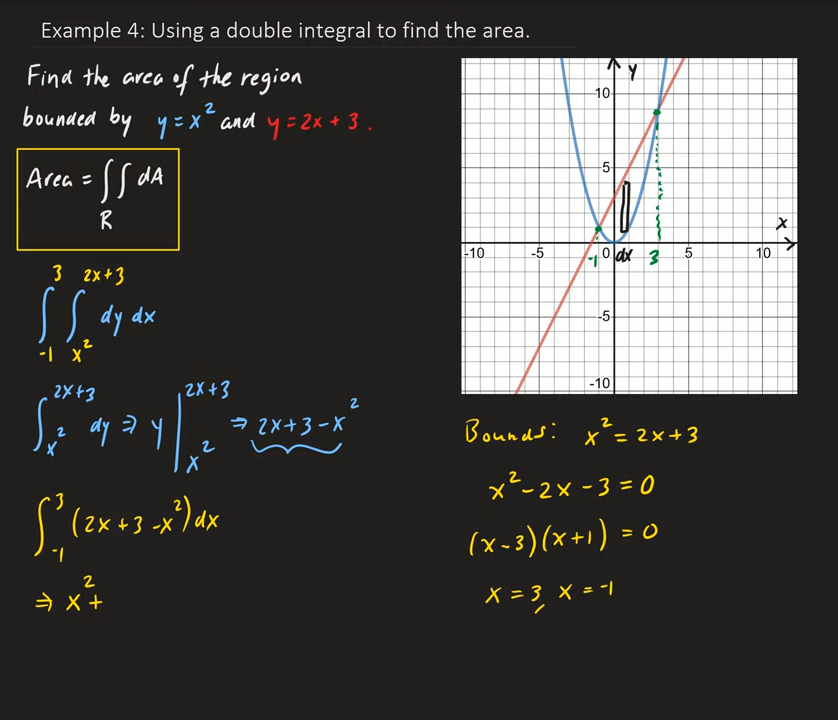 Example 4: Using a double integral to find the area.
Find the area of the region
bounded by y = x² and y = 2x + 3.
Area = ∫∫ dA
R
3 2x+3
∫ ∫ dy dx
-1 x²
2x+3 2x+3
∫ dy ⇒ y | ⇒ 2x+3-x²
x² x²
∫₋₁³ (2x+3-x²)dx
⇒ x² +
y
10
5
x
-10 -5 0 5 10
-1 dx 3
-5
-10
Bounds: x² = 2x+3
x² - 2x - 3 = 0
(x-3)(x+1) = 0
x = 3, x = -1